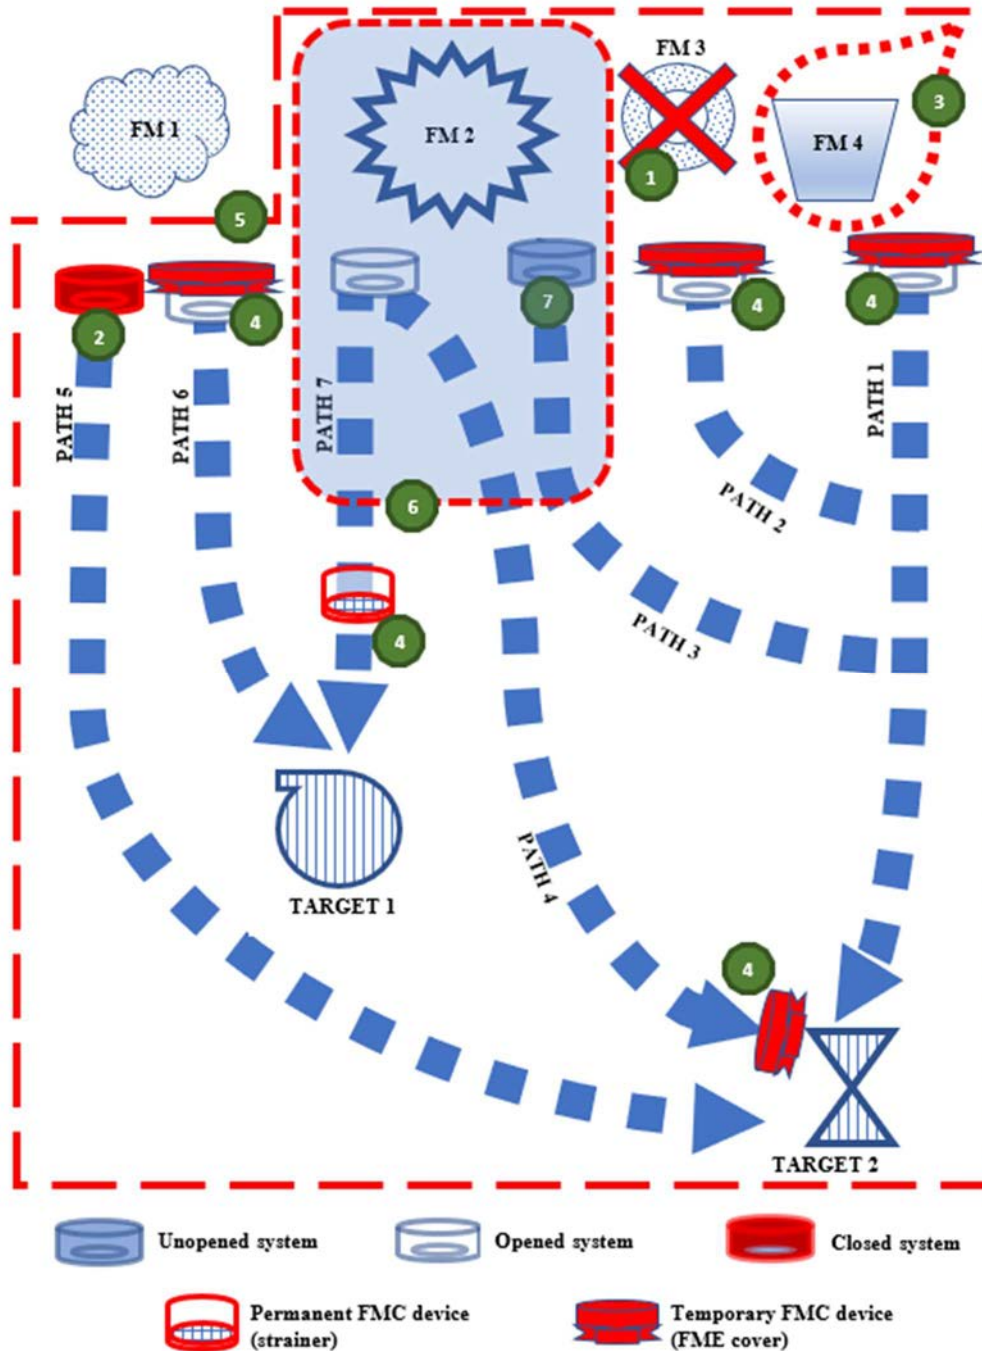 FM 3
FM 1
FM 2
FM 4
3
1
5
7
4
4
4
2
PATH 5
PATH 6
PATH 7
PATH 1
PATH 2
6
PATH 3
4
PATH 4
TARGET 1
4
TARGET 2
Unopened system
Opened system
Closed system
Permanent FMC device
(strainer)
Temporary FMC device
(FME cover)